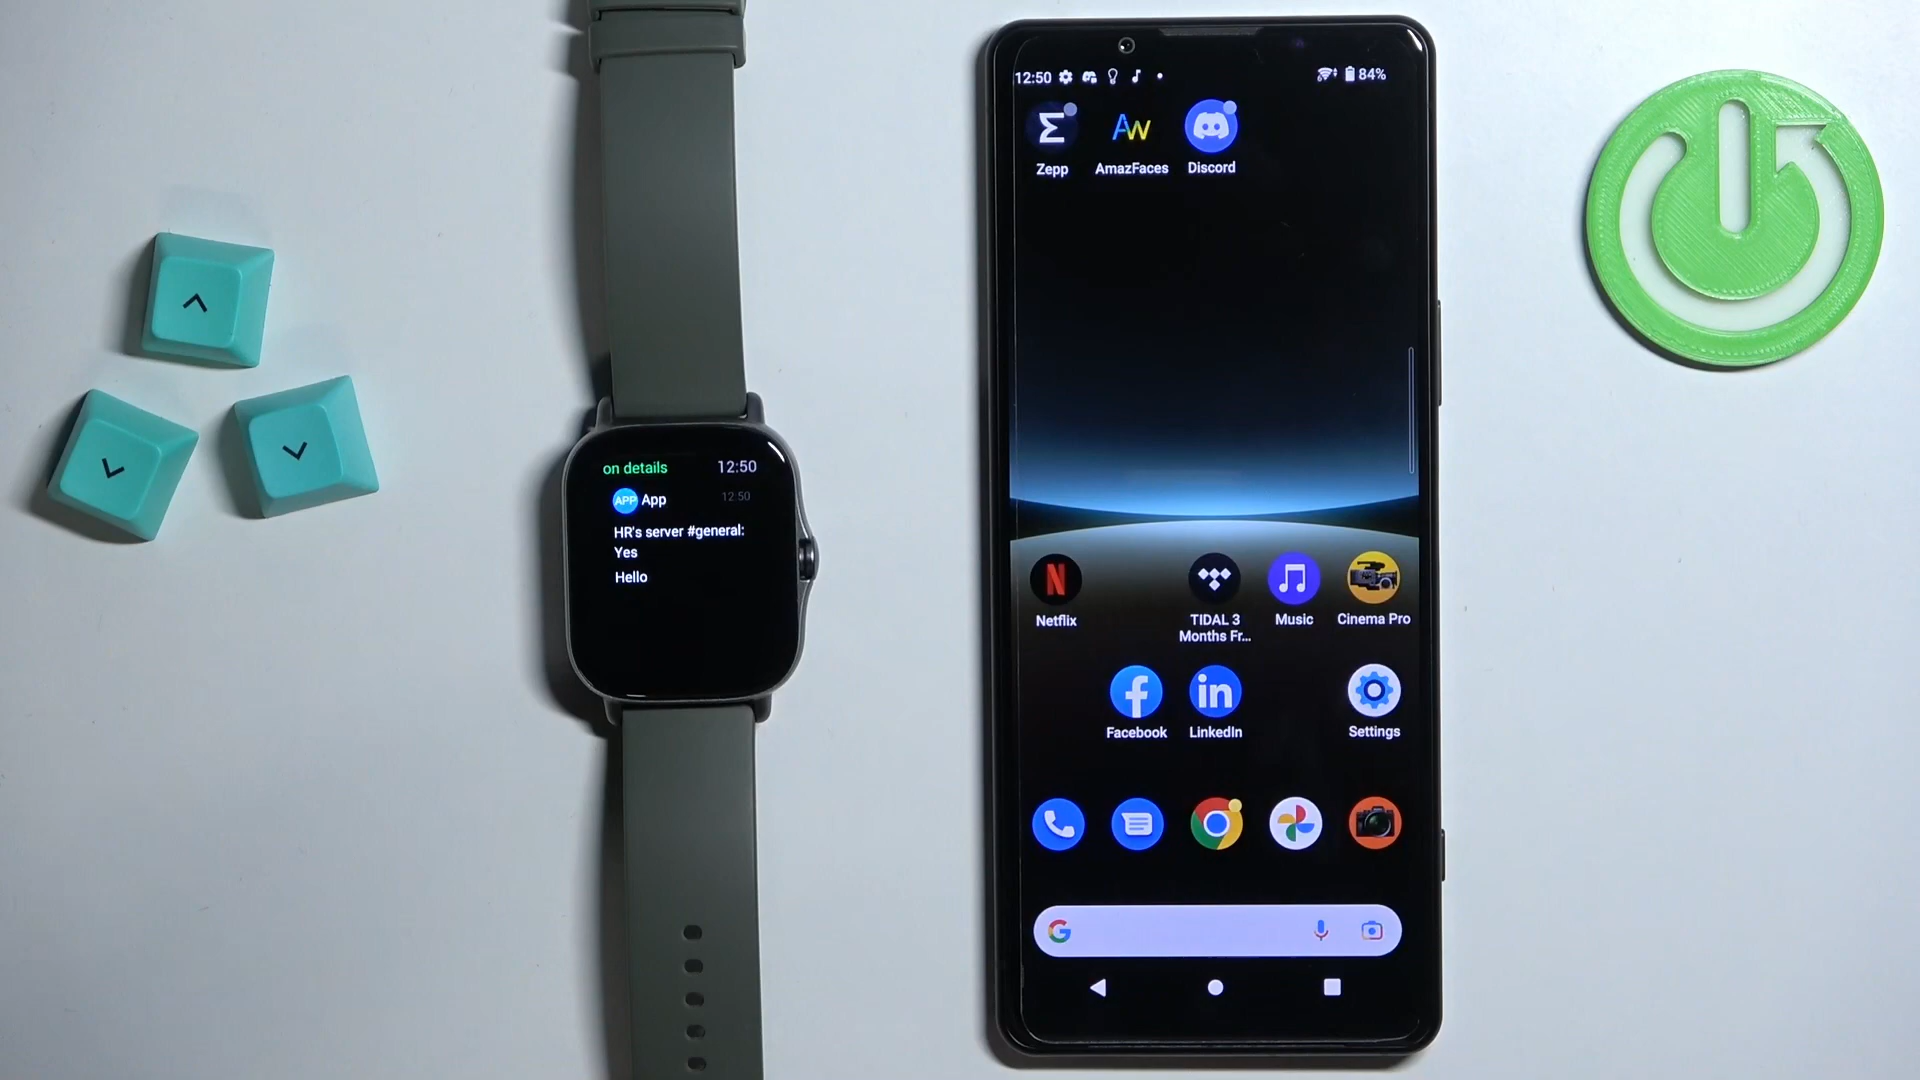 on details 12:50
APP App 12:50
HR's server #general:
Yes
Hello
12:50 84%
Zepp AmazFaces Discord
Netflix TIDAL 3 Months Fr... Music Cinema Pro
Facebook LinkedIn Settings